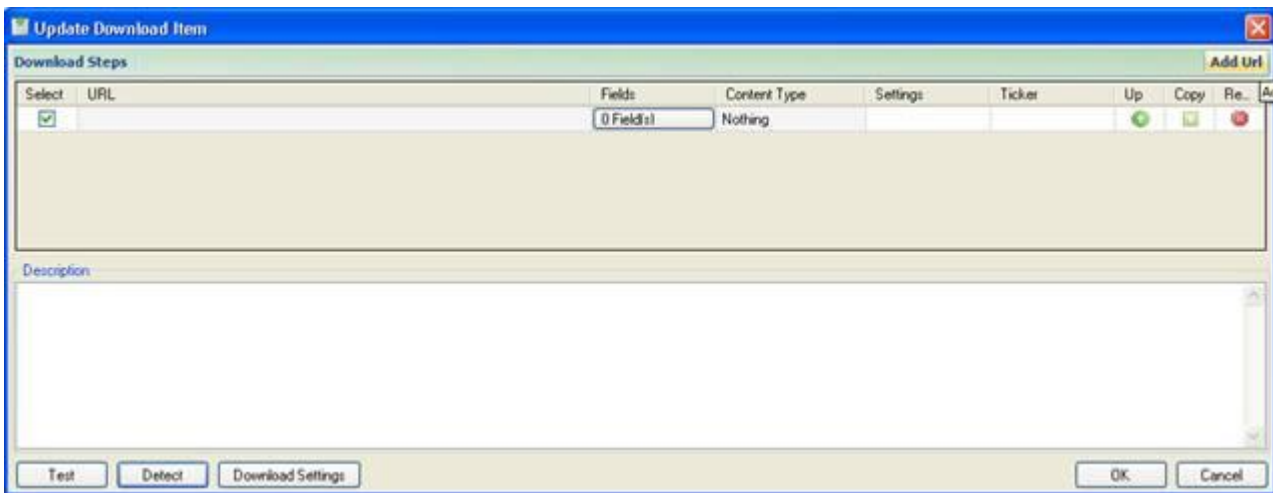 Update Download Item
Download Steps Add Url
Select URL Fields Content Type Settings Ticker Up Copy Re..
0 Field(s) Nothing
Description
Test Detect Download Settings OK Cancel